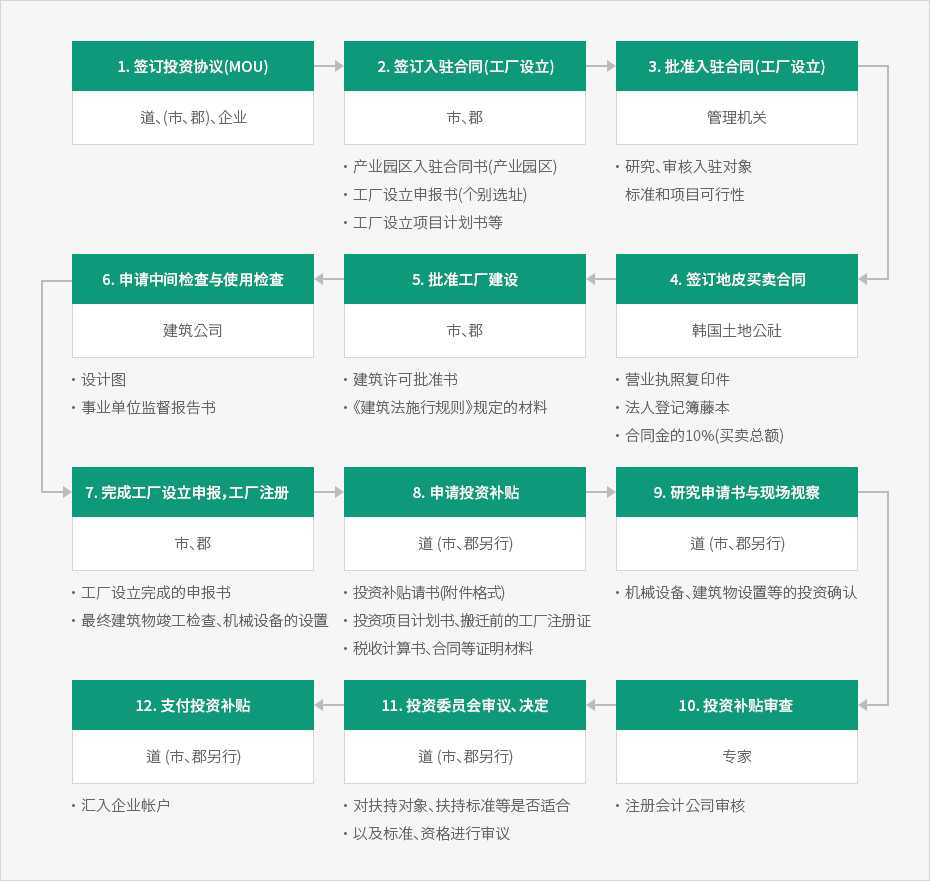 1. 签订投资协议(MOU)
道、(市、郡)、企业
2. 签订入驻合同(工厂设立)
市、郡
• 产业园区入驻合同书(产业园区)
• 工厂设立申报书(个别选址)
• 工厂设立项目计划书等
3. 批准入驻合同(工厂设立)
管理机关
• 研究、审核入驻对象
标准和项目可行性
4. 签订地皮买卖合同
韩国土地公社
• 营业执照复印件
• 法人登记簿藤本
• 合同金的10%(买卖总额)
5. 批准工厂建设
市、郡
• 建筑许可批准书
• 《建筑法施行规则》规定的材料
6. 申请中间检查与使用检查
建筑公司
• 设计图
• 事业单位监督报告书
7. 完成工厂设立申报，工厂注册
市、郡
• 工厂设立完成的申报书
• 最终建筑物竣工检查、机械设备的设置
8. 申请投资补贴
道 (市、郡另行)
• 投资补贴请书(附件格式)
• 投资项目计划书、搬迁前的工厂注册证
• 税收计算书、合同等证明材料
9. 研究申请书与现场视察
道 (市、郡另行)
• 机械设备、建筑物设置等的投资确认
10. 投资补贴审查
专家
• 注册会计公司审核
11. 投资委员会审议、决定
道 (市、郡另行)
• 对扶持对象、扶持标准等是否适合
• 以及标准、资格进行审议
12. 支付投资补贴
道 (市、郡另行)
• 汇入企业帐户